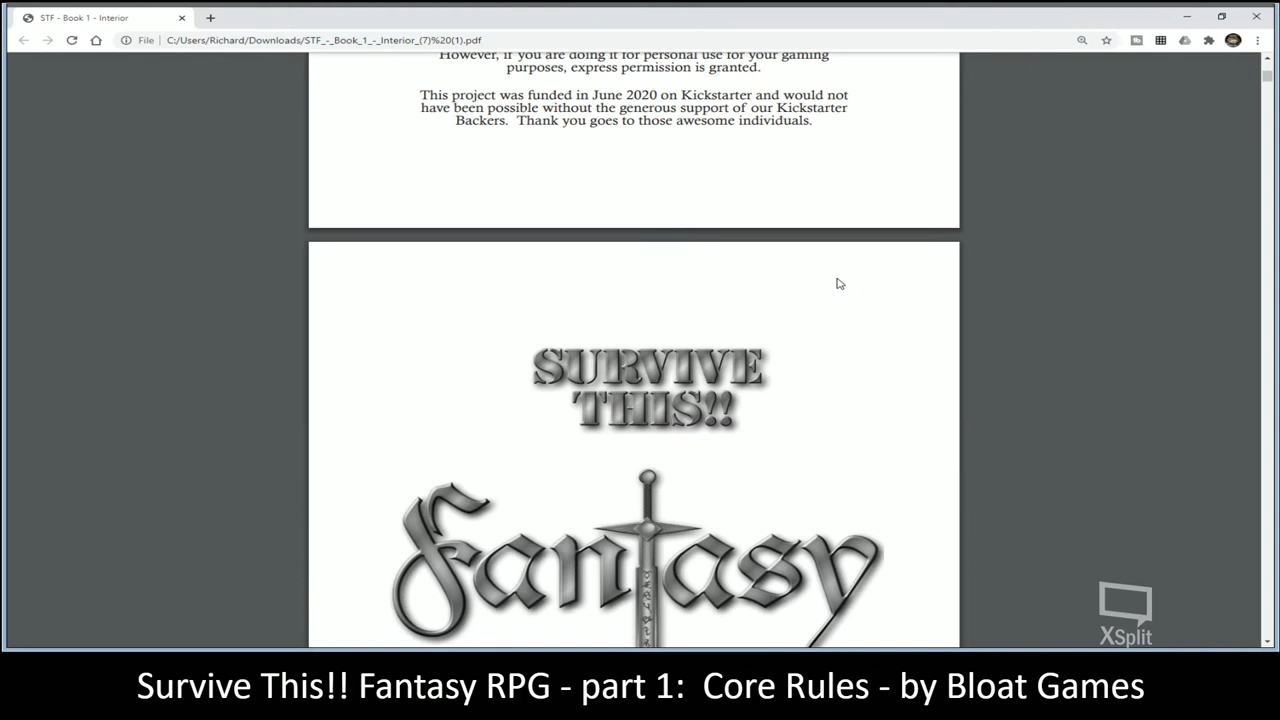 STF - Book 1 - Interior
File
C:/Users/Richard/Downloads/STF_-_Book_1_-_Interior_(7)%20(1).pdf
However, if you are doing it for personal use for your gaming
purposes, express permission is granted.
This project was funded in June 2020 on Kickstarter and would not
have been possible without the generous support of our Kickstarter
Backers. Thank you goes to those awesome individuals.
SURVIVE
THIS!!
Fantasy
XSplit
Survive This!! Fantasy RPG - part 1: Core Rules - by Bloat Games